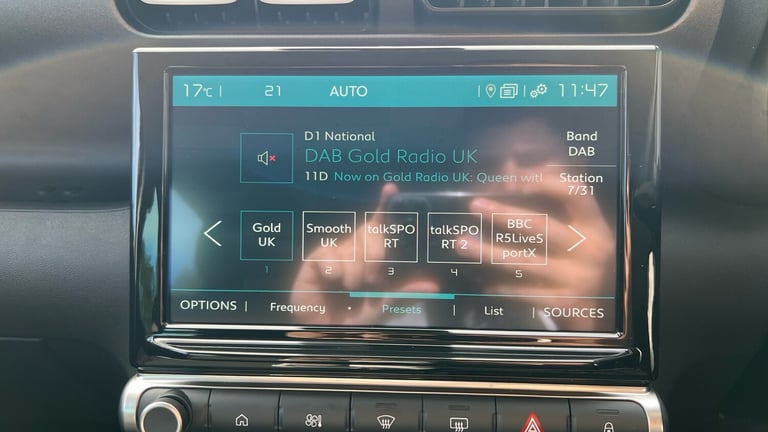 17°C | 21 AUTO 11:47
D1 National
DAB Gold Radio UK
11D Now on Gold Radio UK: Queen witl
Band
DAB
Station
7/31
Gold
UK
1
Smooth
UK
2
talkSPO
RT
3
talkSPO
RT 2
4
BBC
R5LiveS
portX
5
OPTIONS | Frequency Presets | List | SOURCES